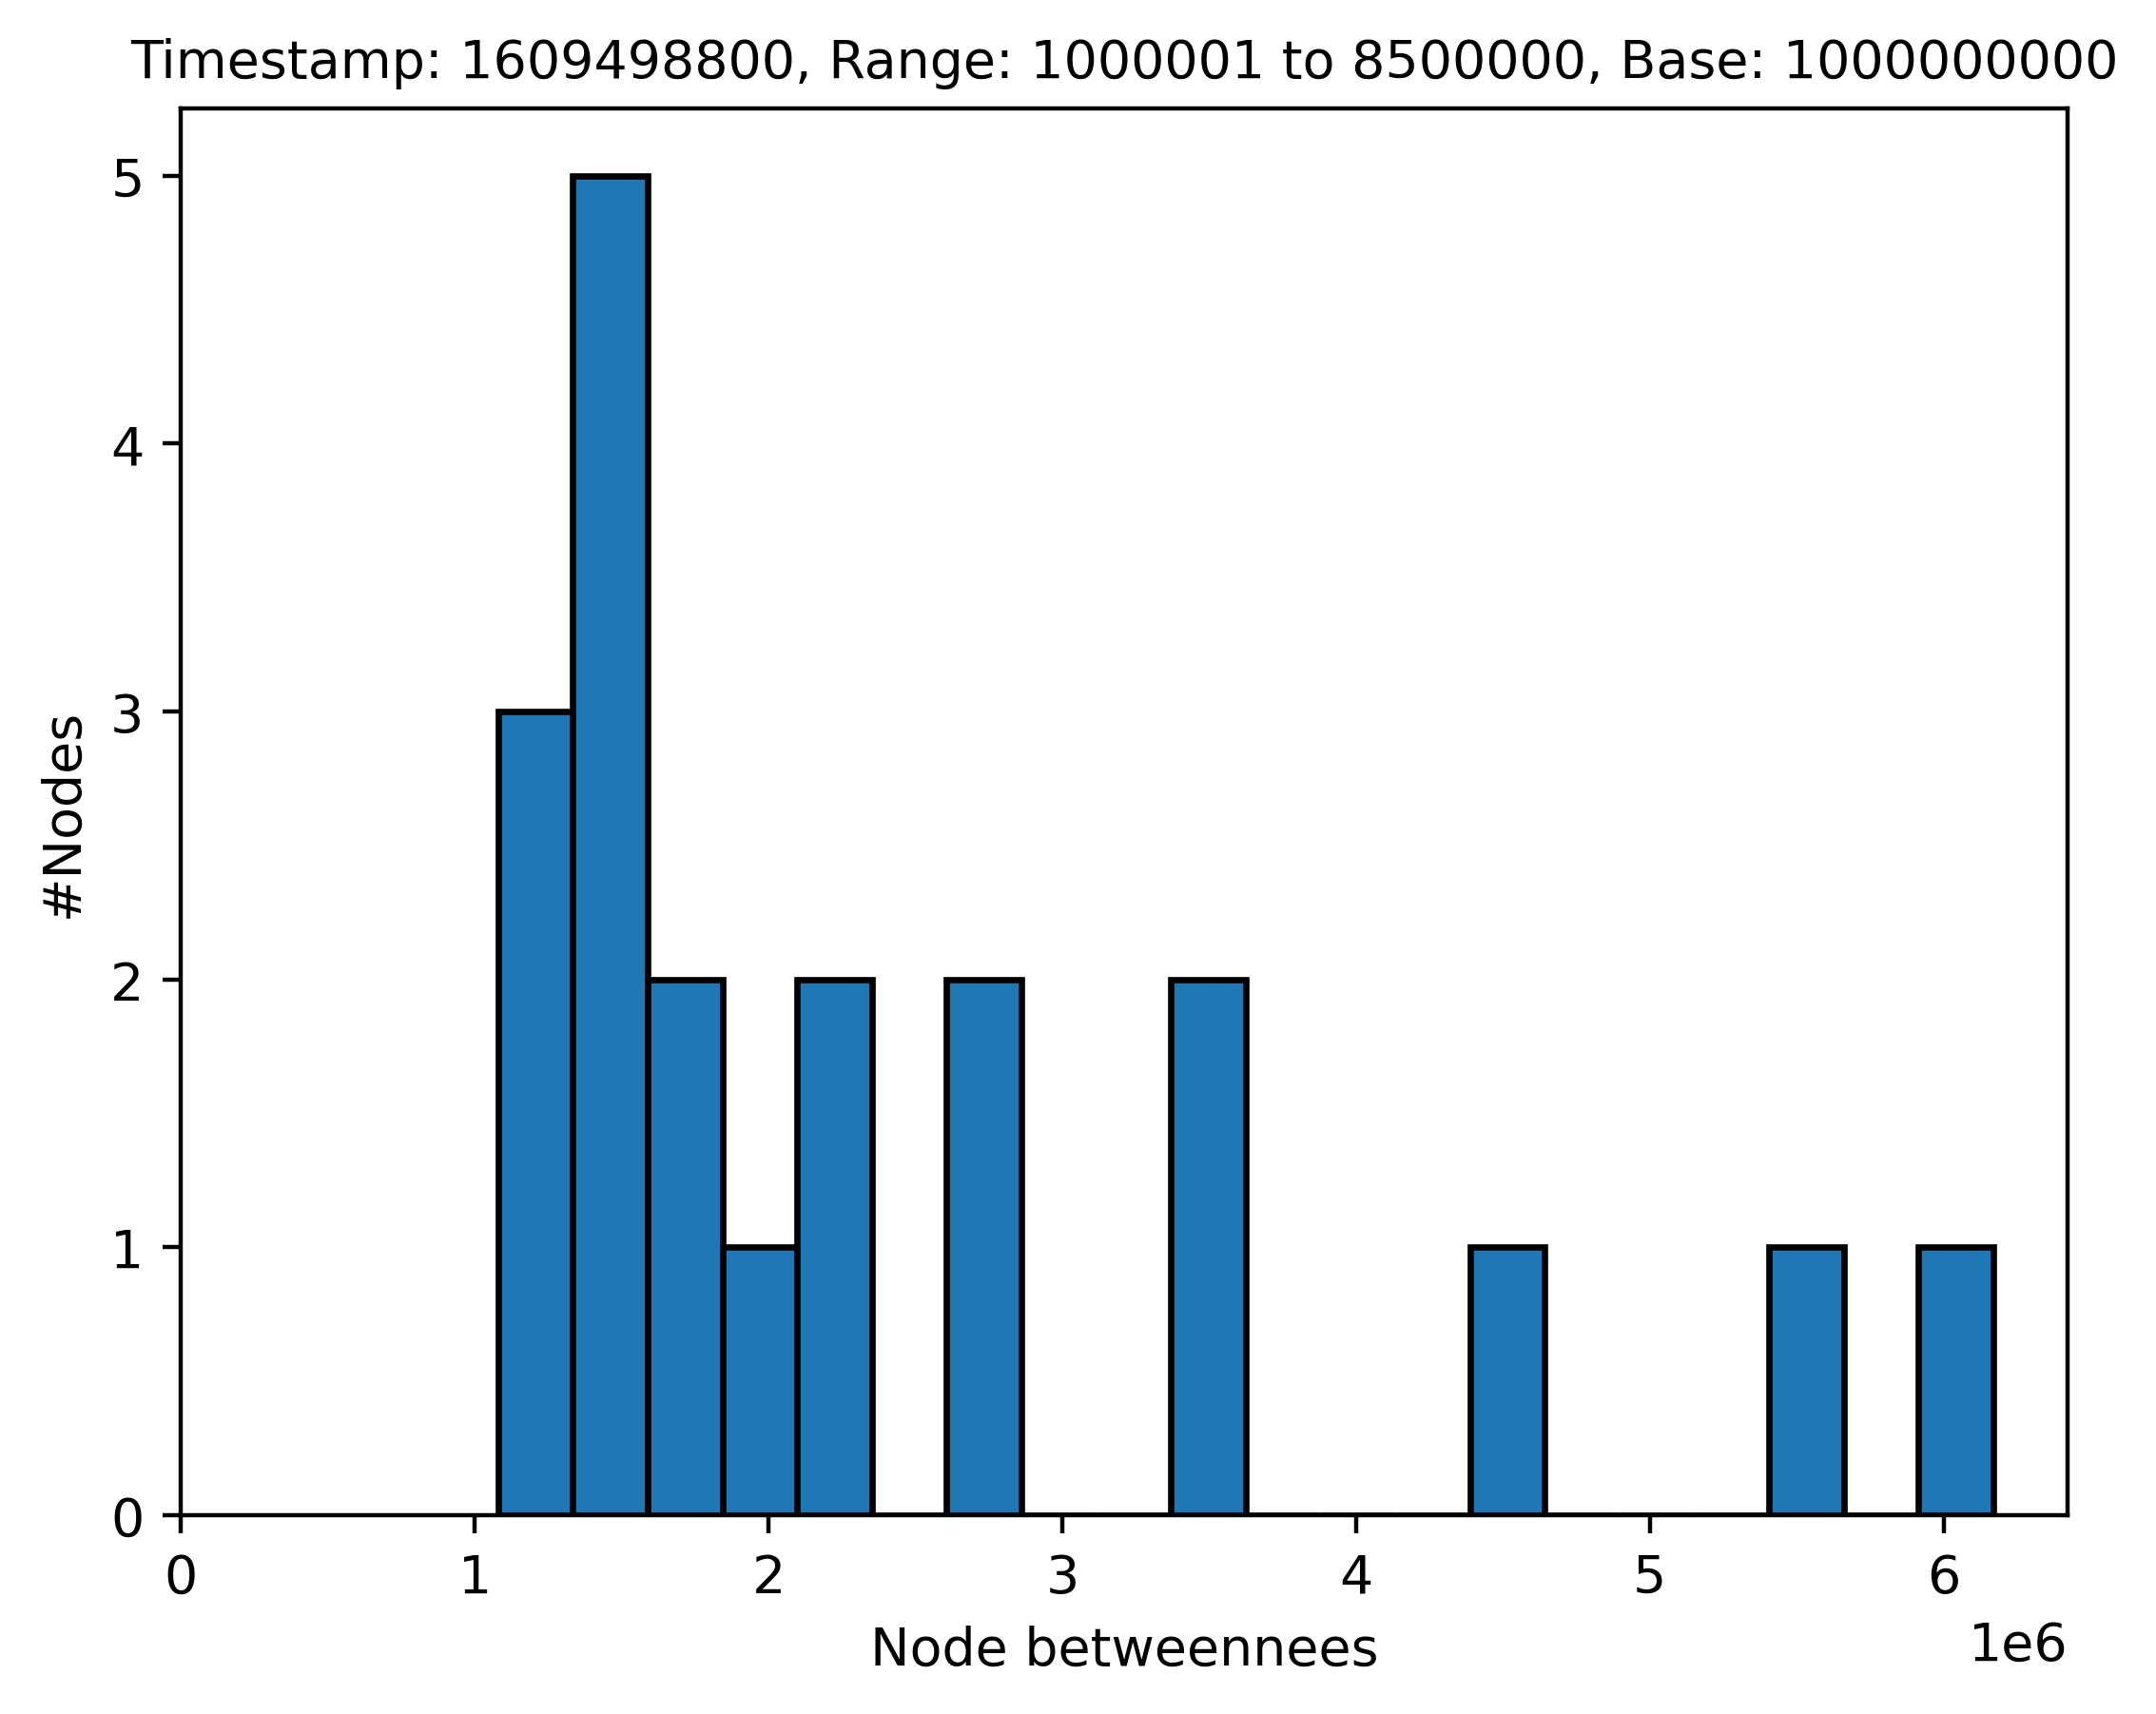 Timestamp: 1609498800, Range: 1000001 to 8500000, Base: 1000000000
5
4
3
2
1
0
#Nodes
0 1 2 3 4 5 6
1e6
Node betweennees